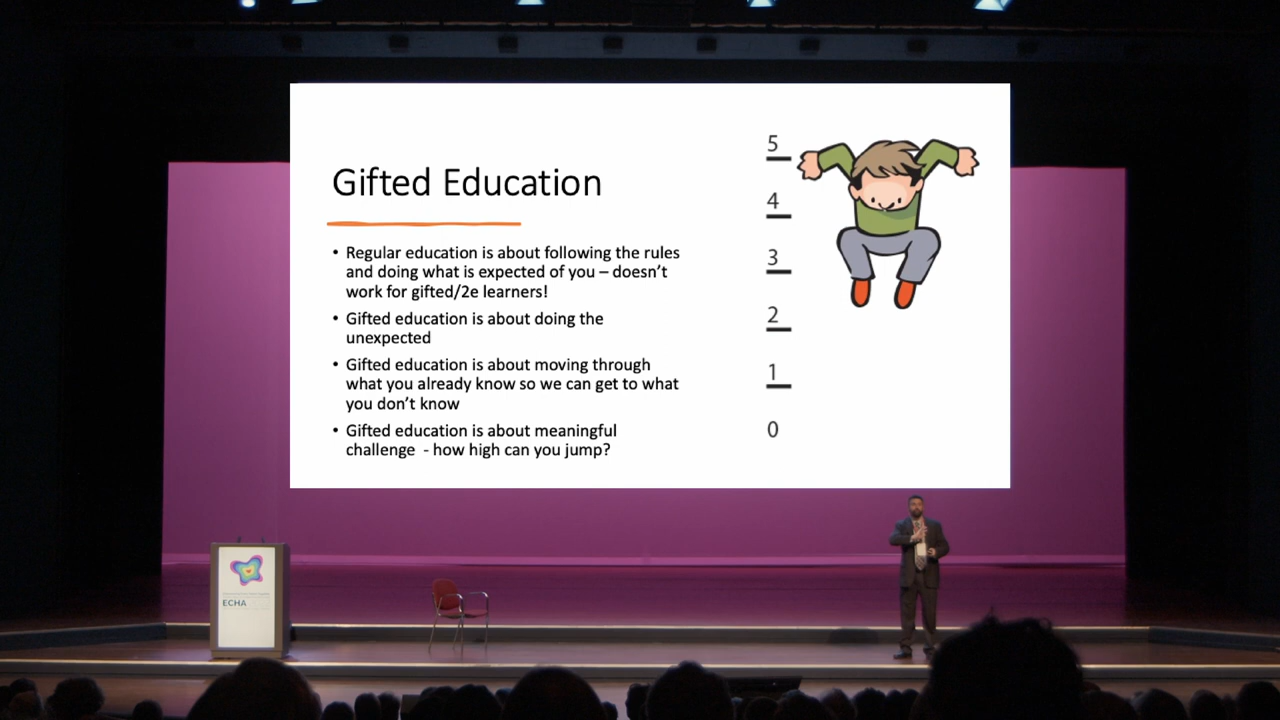 Gifted Education
• Regular education is about following the rules
and doing what is expected of you – doesn't
work for gifted/2e learners!
• Gifted education is about doing the
unexpected
• Gifted education is about moving through
what you already know so we can get to what
you don't know
• Gifted education is about meaningful
challenge  - how high can you jump?
5
4
3
2
1
0
ECHA